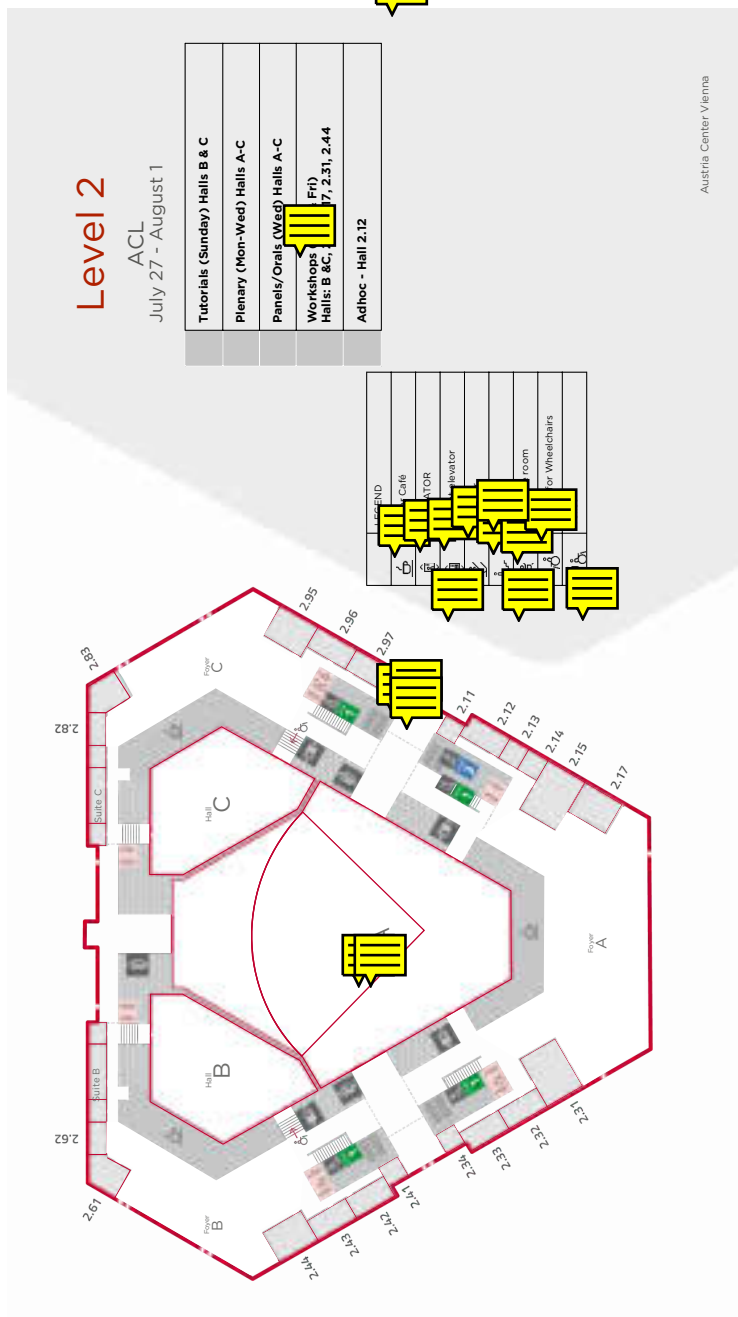 Level 2
ACL
July 27 - August 1
Tutorials (Sunday) Halls B & C
Plenary (Mon-Wed) Halls A-C
Panels/Orals (Wed) Halls A-C
Workshops Fri)
Halls: B &C, 17, 2.31, 2.44
Adhoc - Hall 2.12
Austria Center Vienna
Café
elevator
room
for Wheelchairs
2.95
2.96
2.97
2.83
2.82
Foyer
C
Suite C
Hall
C
2.11
2.12
2.13
2.14
2.15
2.17
Foyer
A
Hall
B
Suite B
2.62
2.61
Foyer
B
2.31
2.32
2.33
2.34
2.41
2.42
2.43
2.44